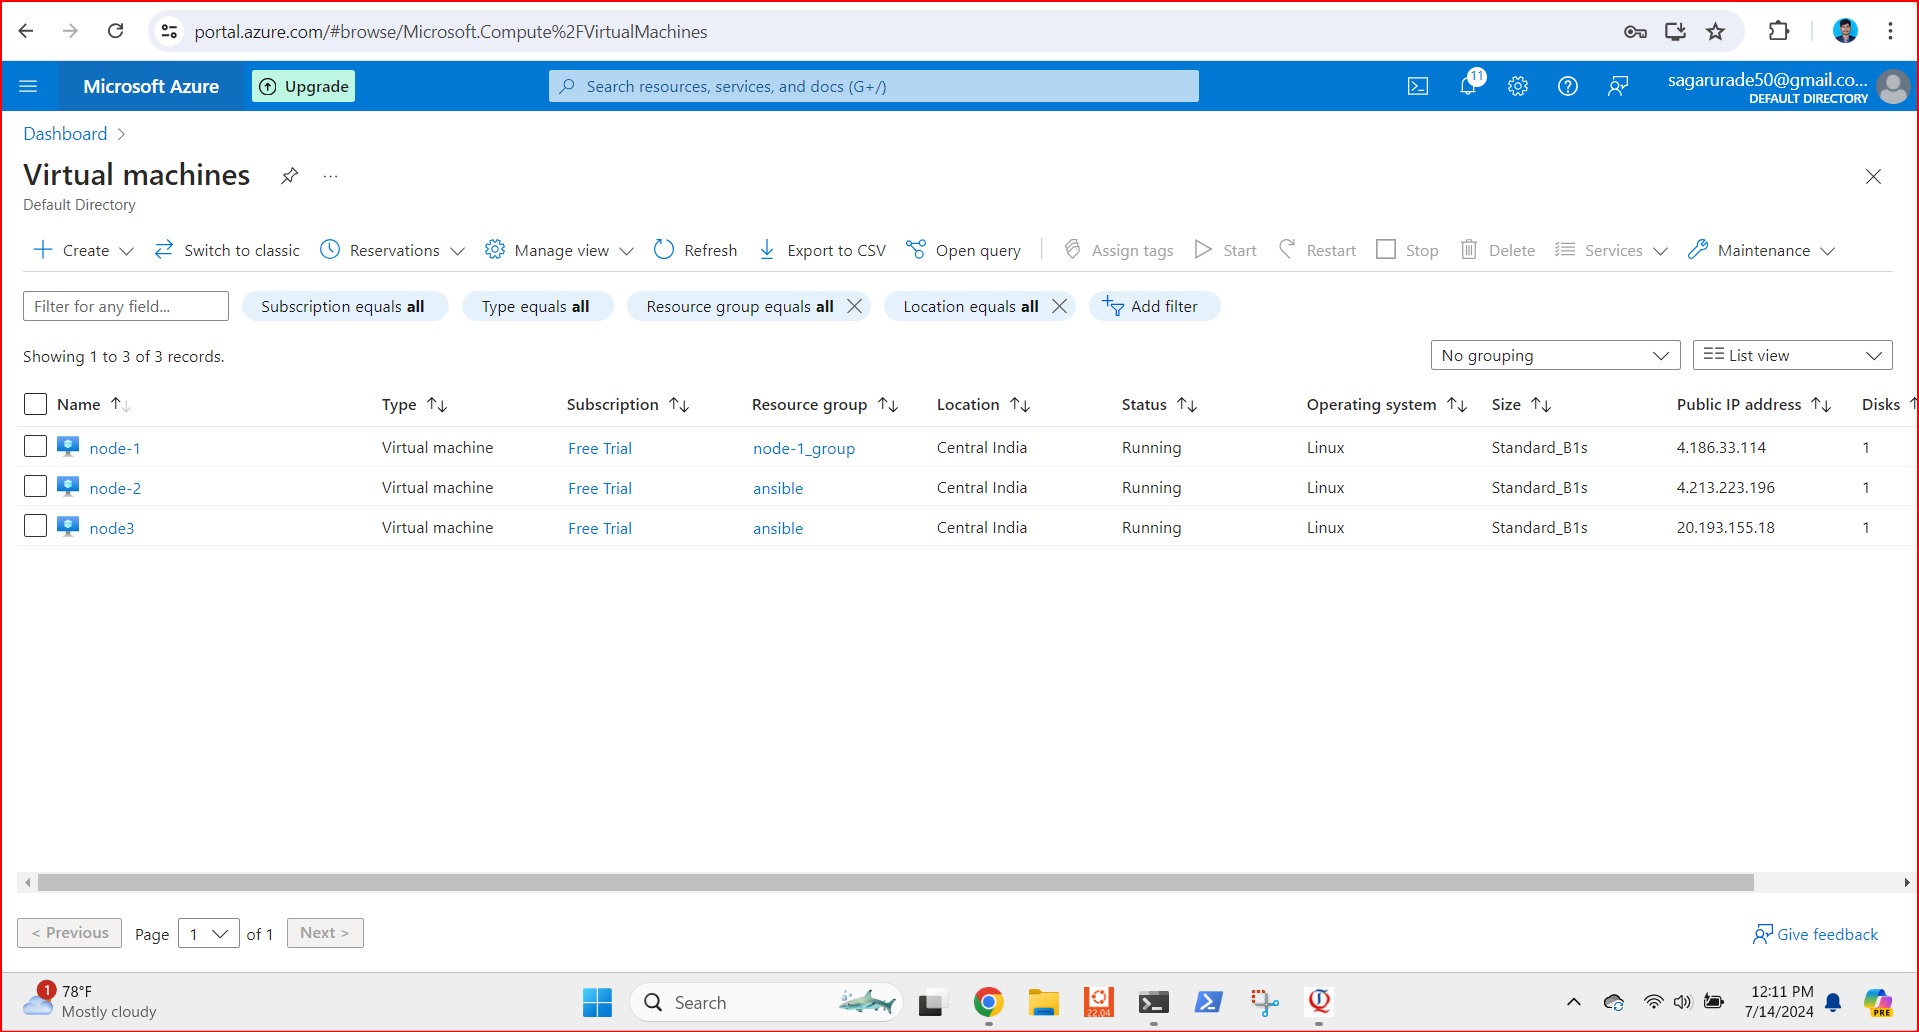 portal.azure.com/#browse/Microsoft.Compute%2FVirtualMachines
Microsoft Azure
Upgrade
Search resources, services, and docs (G+/)
11
sagarurade50@gmail.co...
DEFAULT DIRECTORY
Dashboard
Virtual machines
...
Default Directory
Create
Switch to classic
Reservations
Manage view
Refresh
Export to CSV
Open query
Assign tags
Start
Restart
Stop
Delete
Services
Maintenance
Filter for any field...
Subscription equals all
Type equals all
Resource group equals all
Location equals all
Add filter
Showing 1 to 3 of 3 records.
No grouping
List view
Name Type Subscription Resource group Location Status Operating system Size Public IP address Disks
node-1 Virtual machine Free Trial node-1_group Central India Running Linux Standard_B1s 4.186.33.114 1
node-2 Virtual machine Free Trial ansible Central India Running Linux Standard_B1s 4.213.223.196 1
node3 Virtual machine Free Trial ansible Central India Running Linux Standard_B1s 20.193.155.18 1
< Previous
Page 1 of 1
Next >
Give feedback
1
78°F
Mostly cloudy
Search
22.04
12:11 PM
7/14/2024
PRE